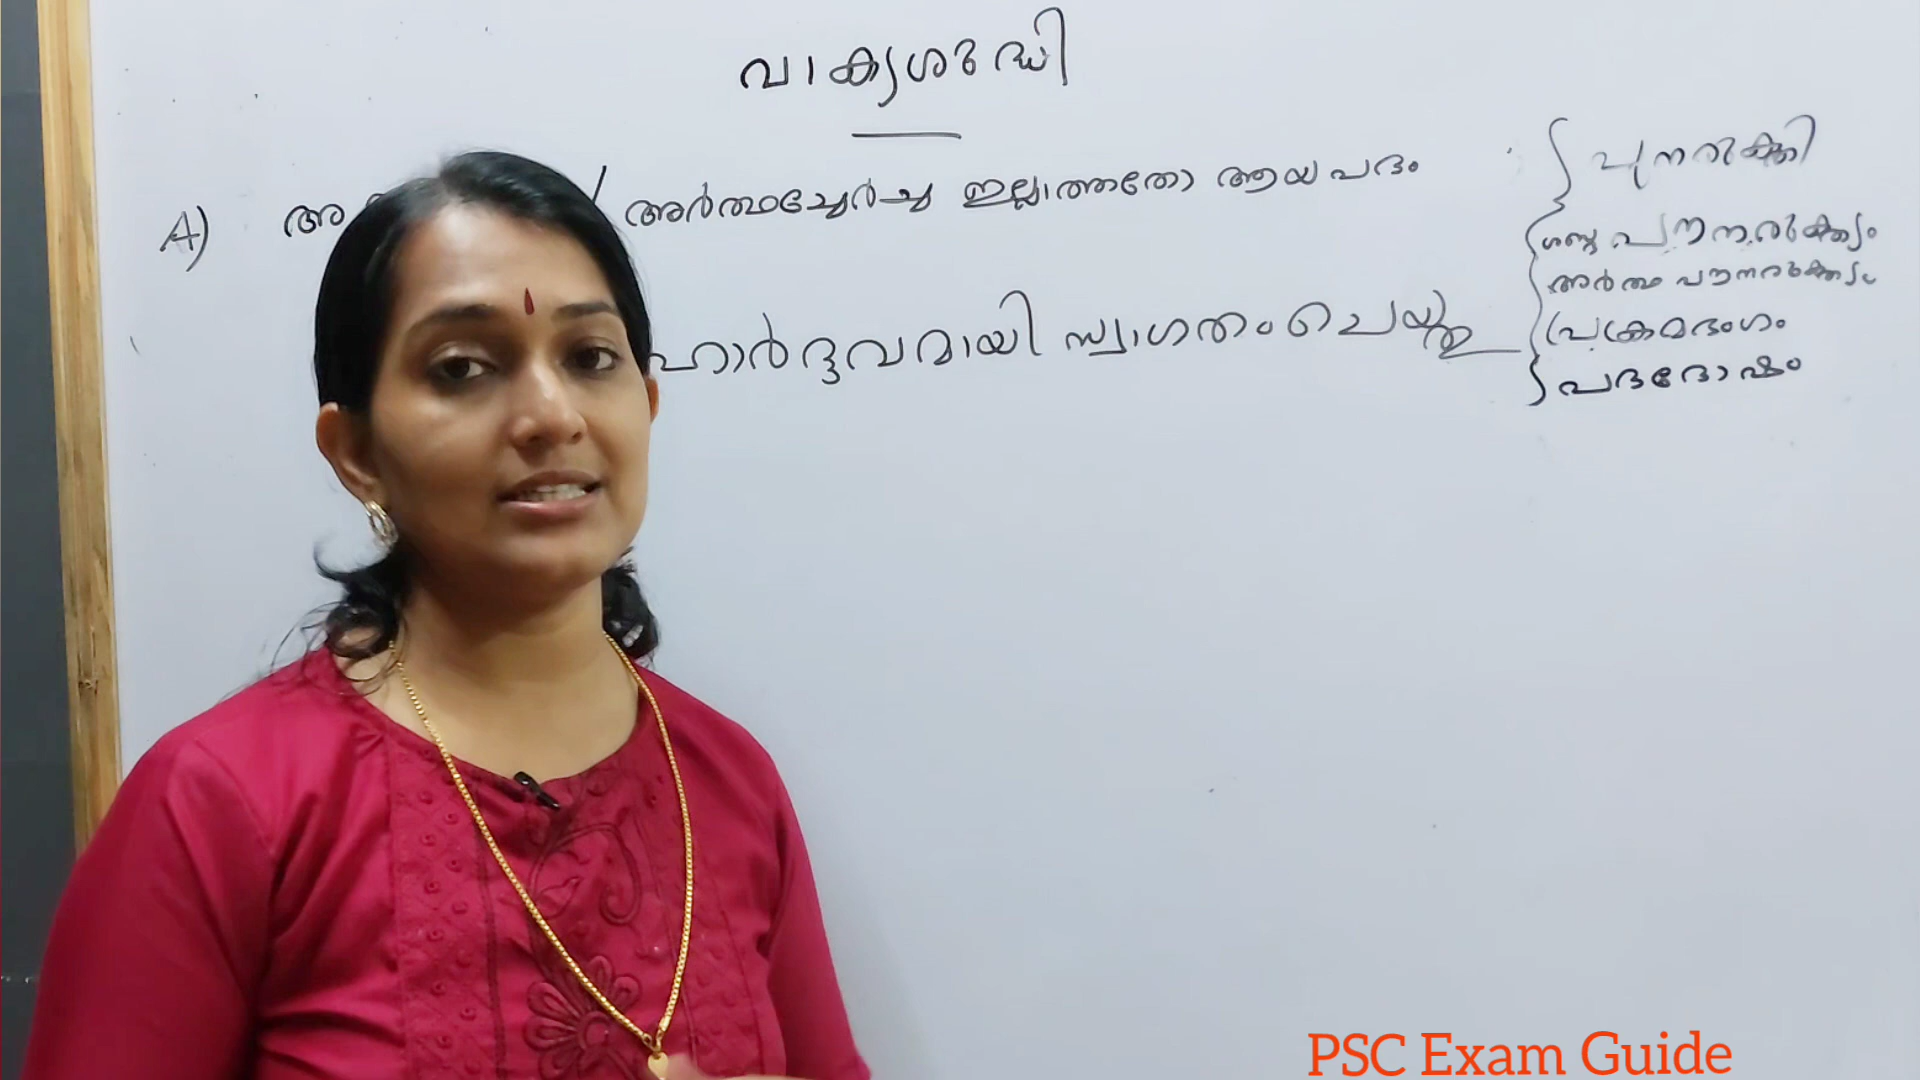 വാക്യശുദ്ധി
A) അ / അർത്ഥച്ചേർച്ച ഇല്ലാത്തതോ ആയ പദം
ഹാർദ്ദവമായി സ്വാഗതം ചെയ്തു
പുനരുക്തി
ശബ്ദ പൗനരുക്ത്യം
അർത്ഥ പൗനരുക്ത്യം
പ്രക്രമഭംഗം
പദദോഷം
PSC Exam Guide